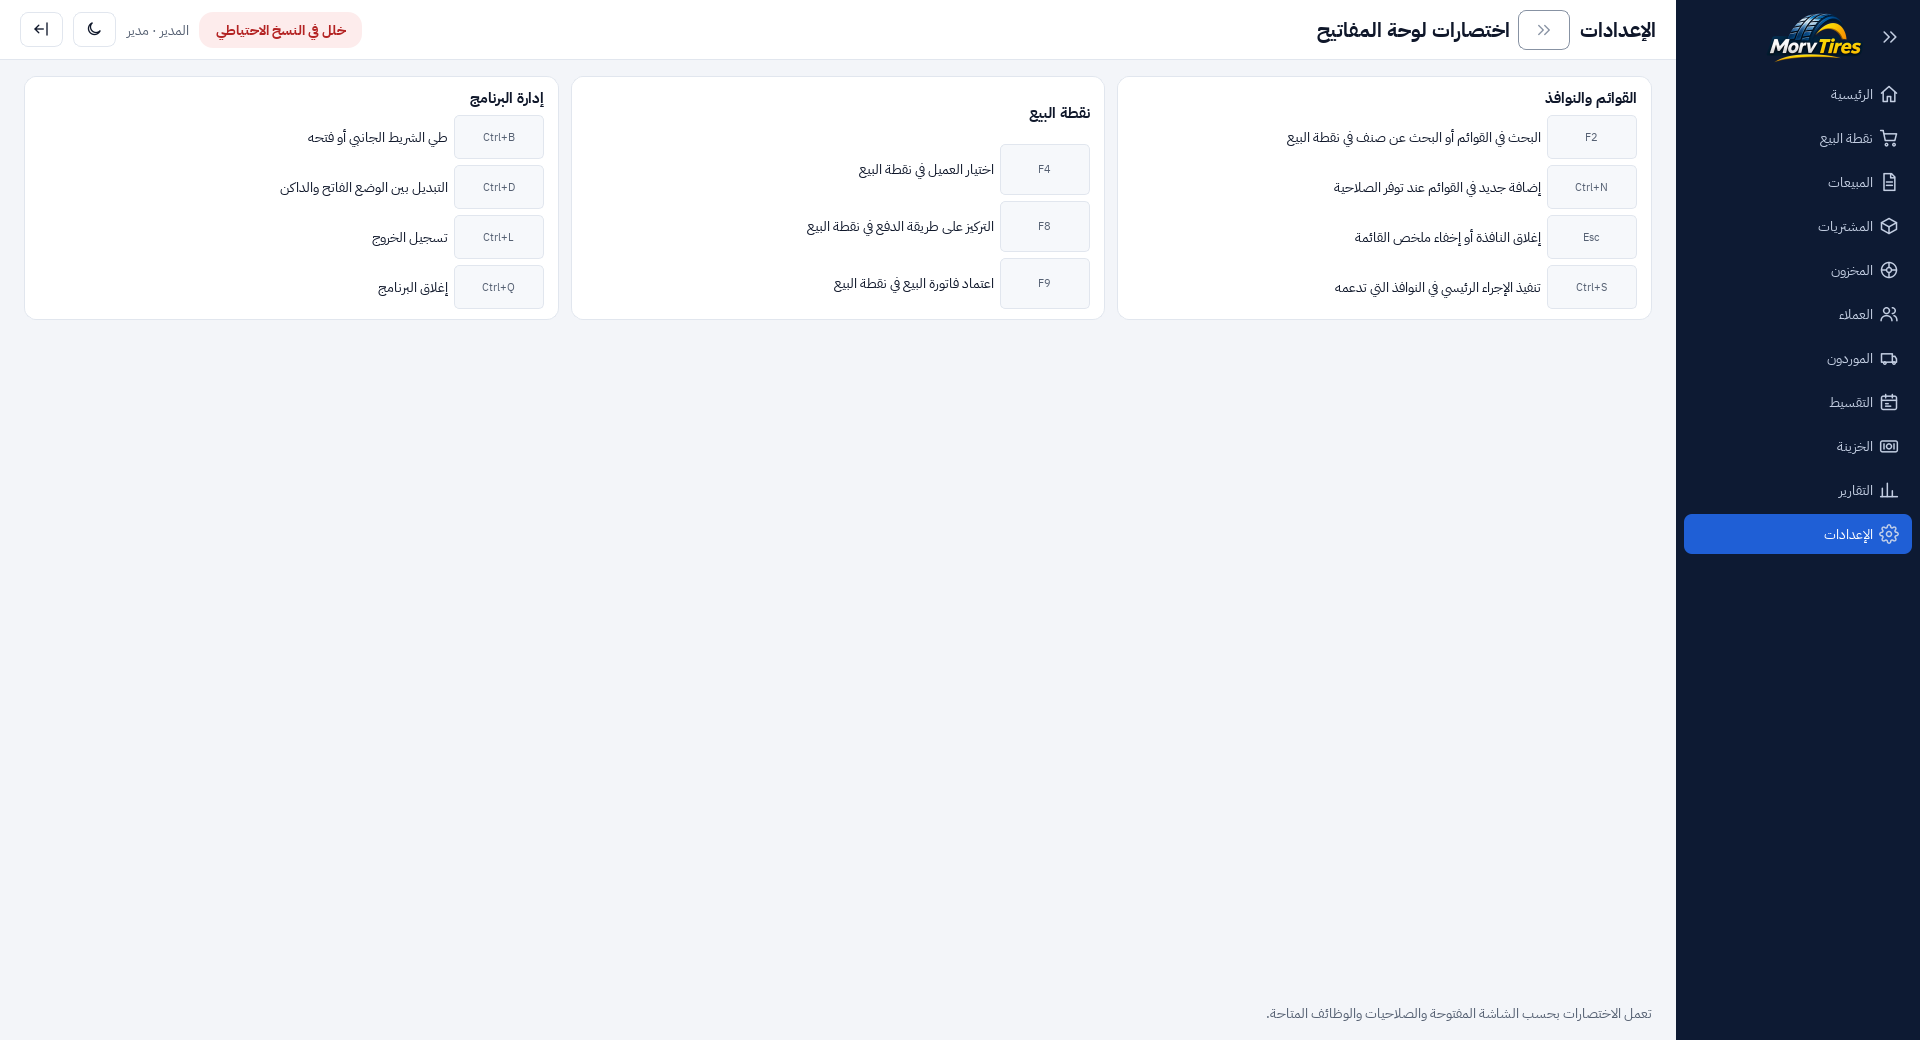 MorvTires
الرئيسية
نقطة البيع
المبيعات
المشتريات
المخزون
العملاء
الموردون
التقسيط
الخزينة
التقارير
الإعدادات
الإعدادات
اختصارات لوحة المفاتيح
خلل في النسخ الاحتياطي
المدير · مدير
القوائم والنوافذ
F2 البحث في القوائم أو البحث عن صنف في نقطة البيع
Ctrl+N إضافة جديد في القوائم عند توفر الصلاحية
Esc إغلاق النافذة أو إخفاء ملخص القائمة
Ctrl+S تنفيذ الإجراء الرئيسي في النوافذ التي تدعمه
نقطة البيع
F4 اختيار العميل في نقطة البيع
F8 التركيز على طريقة الدفع في نقطة البيع
F9 اعتماد فاتورة البيع في نقطة البيع
إدارة البرنامج
Ctrl+B طي الشريط الجانبي أو فتحه
Ctrl+D التبديل بين الوضع الفاتح والداكن
Ctrl+L تسجيل الخروج
Ctrl+Q إغلاق البرنامج
تعمل الاختصارات بحسب الشاشة المفتوحة والصلاحيات والوظائف المتاحة.